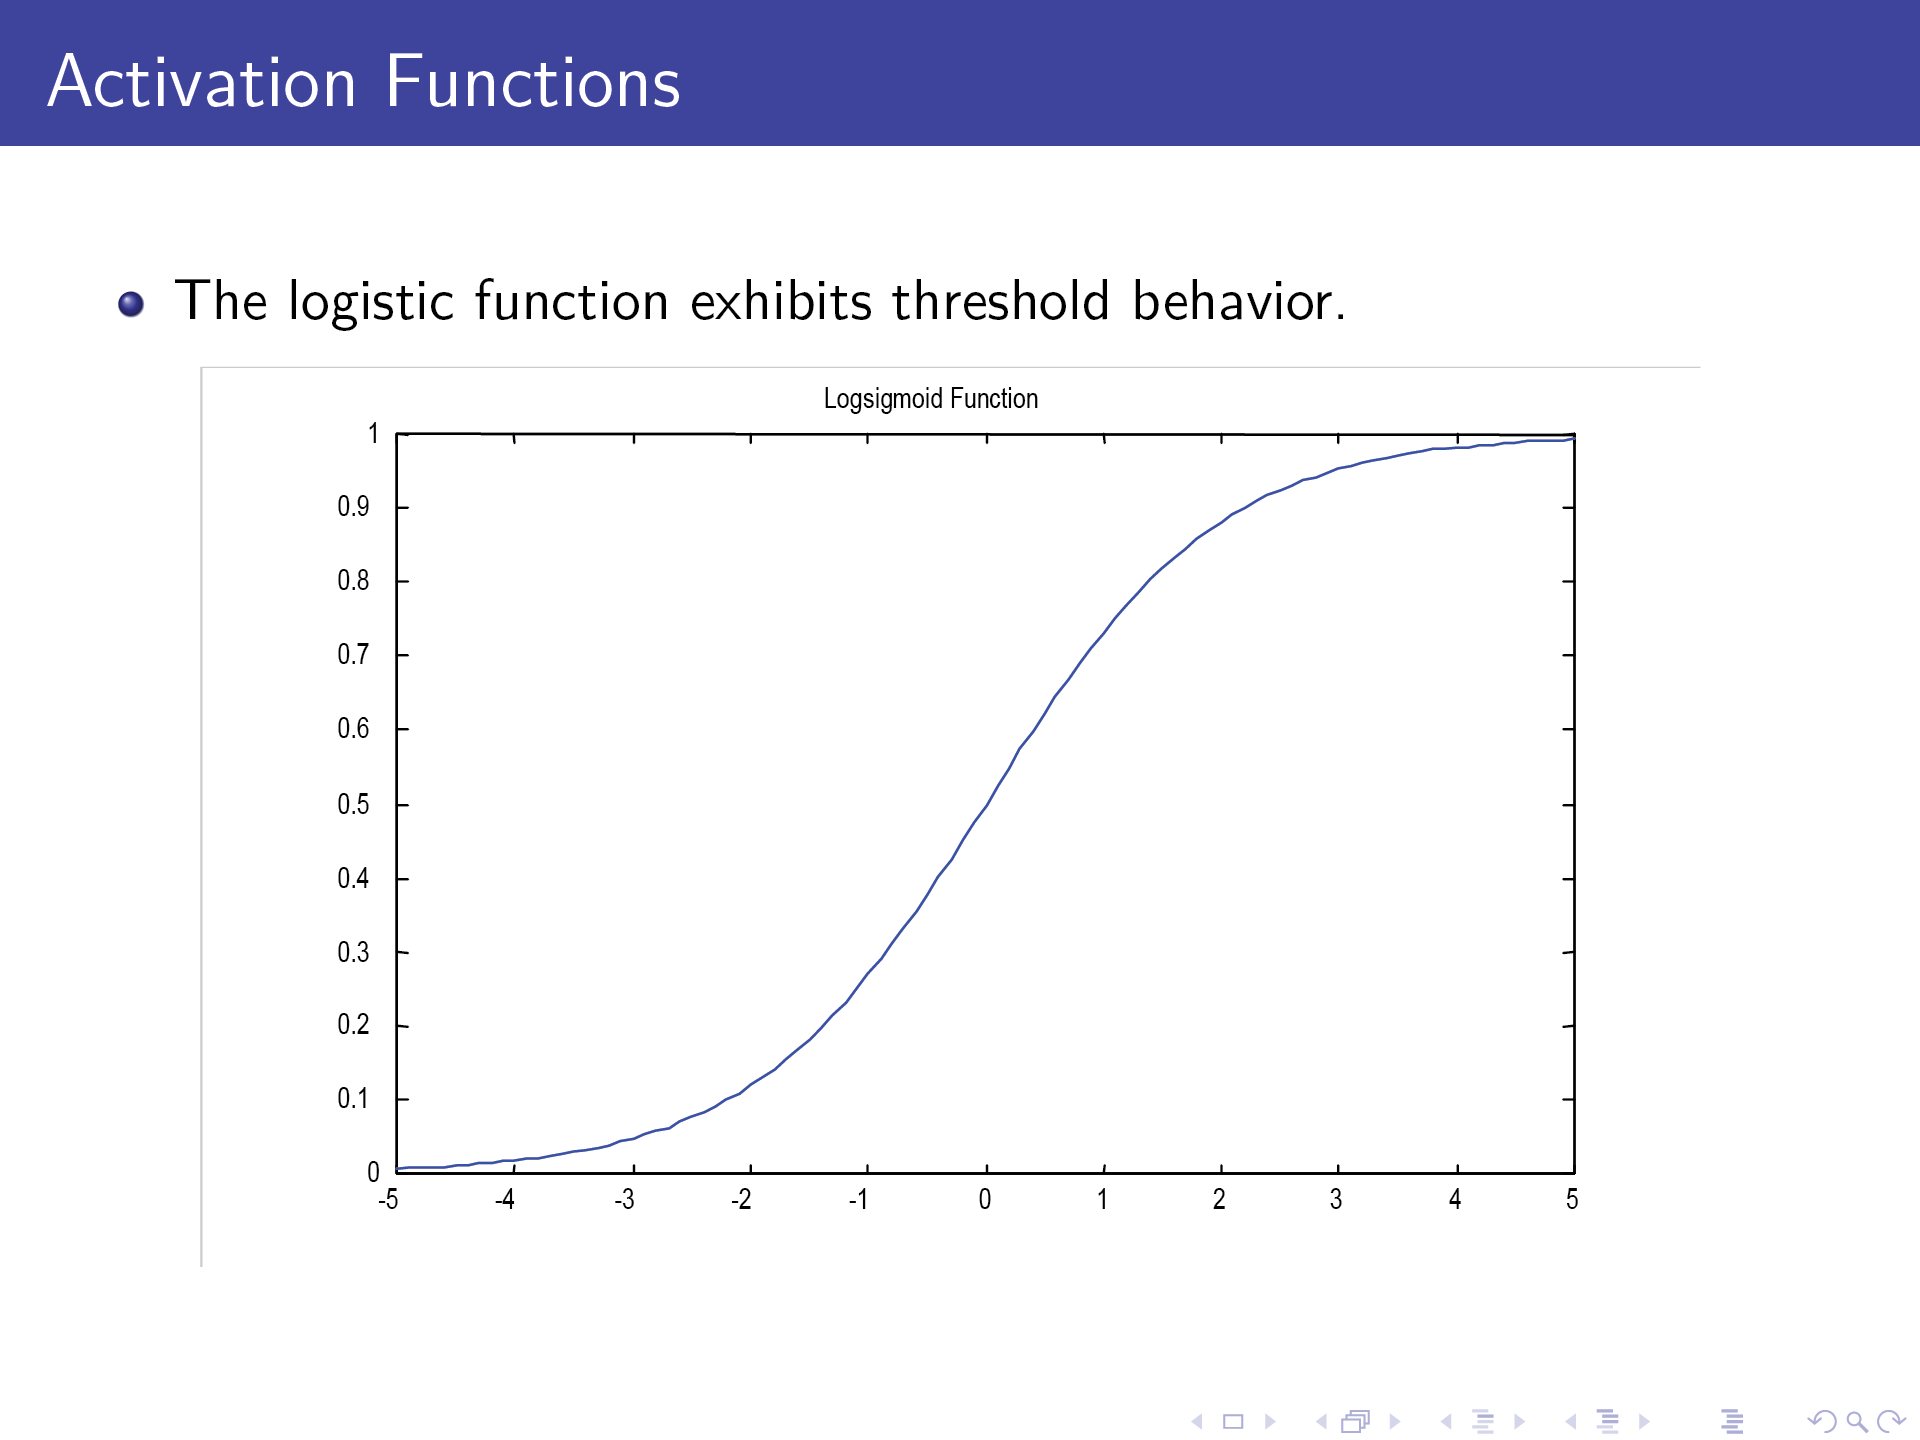 Activation Functions
The logistic function exhibits threshold behavior.
Logsigmoid Function
1
0.9
0.8
0.7
0.6
0.5
0.4
0.3
0.2
0.1
0
-5 -4 -3 -2 -1 0 1 2 3 4 5